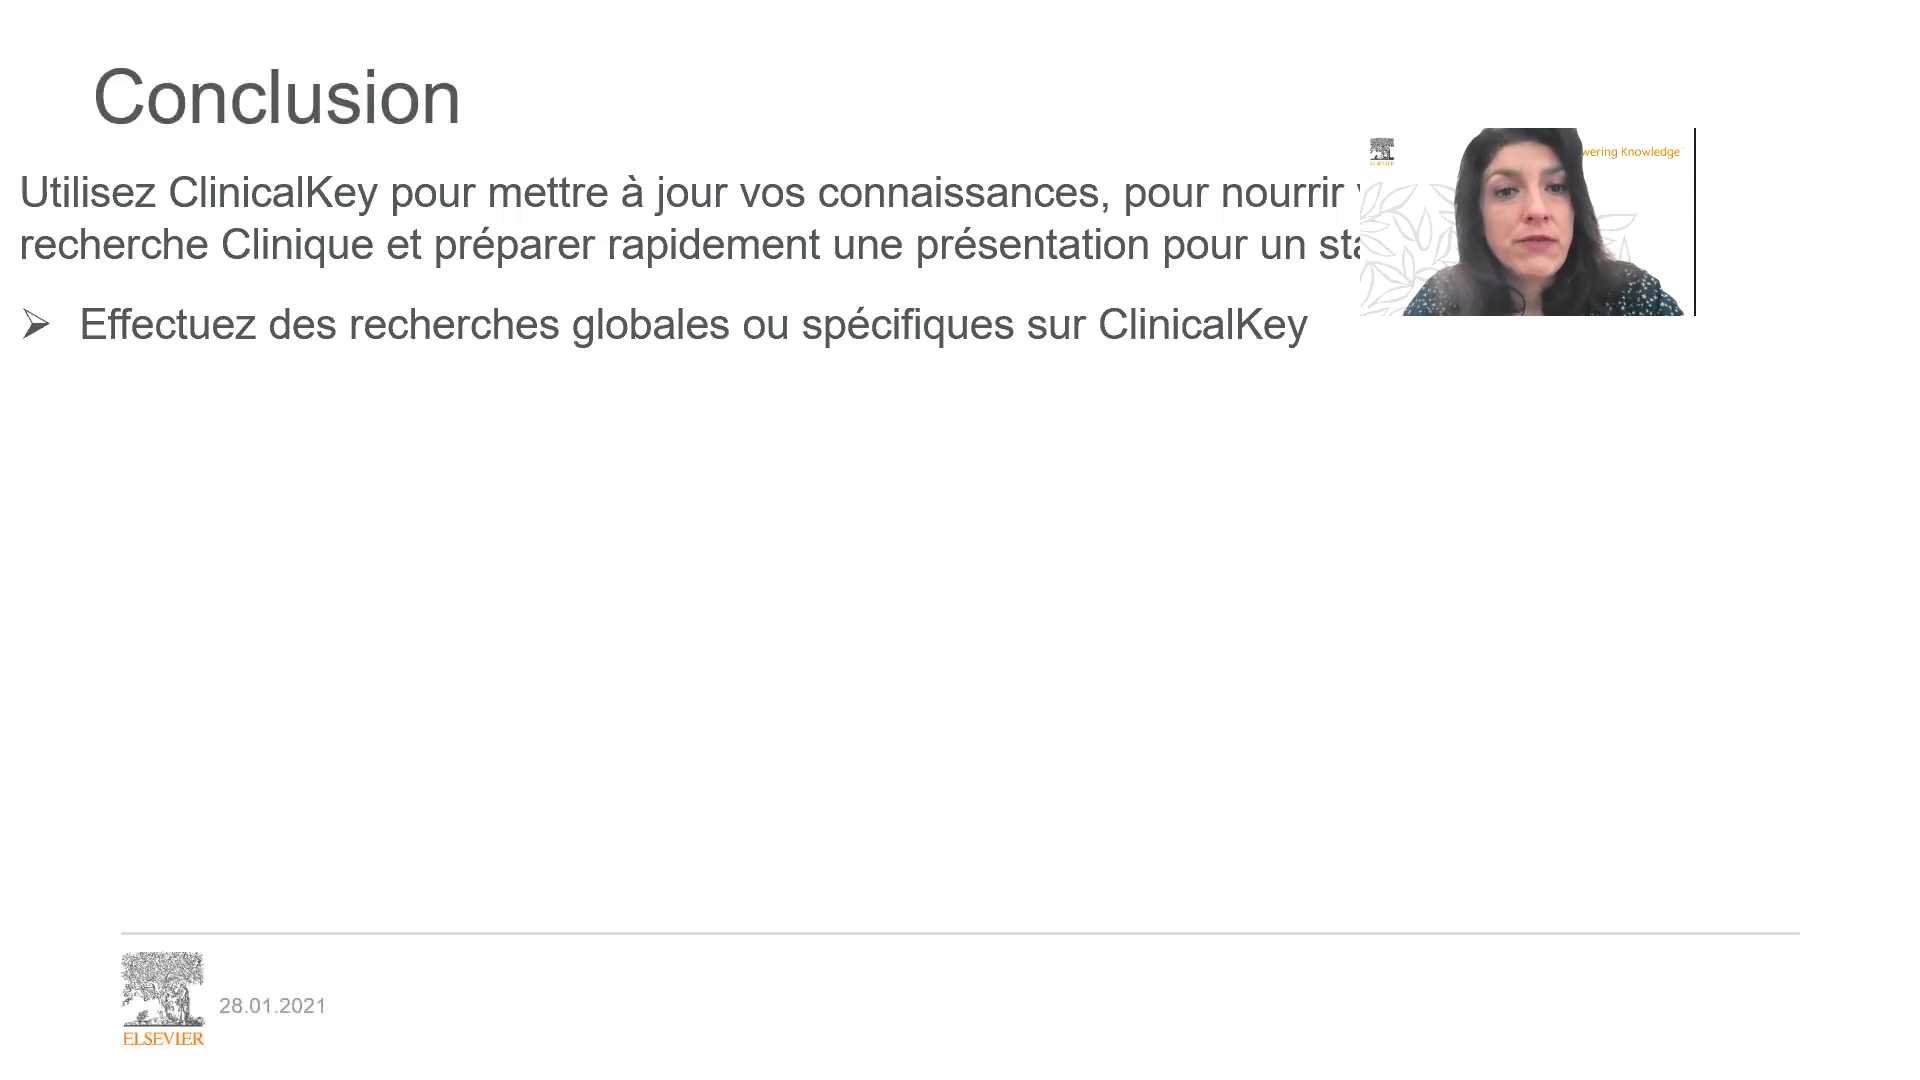 Conclusion
Utilisez ClinicalKey pour mettre à jour vos connaissances, pour nourrir
recherche Clinique et préparer rapidement une présentation pour un
➢ Effectuez des recherches globales ou spécifiques sur ClinicalKey
Knowledge
28.01.2021
ELSEVIER